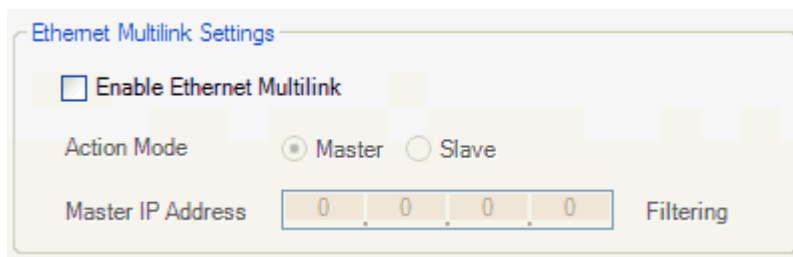 Ethernet Multilink Settings
Enable Ethernet Multilink
Action Mode Master Slave
Master IP Address 0 . 0 . 0 . 0 Filtering